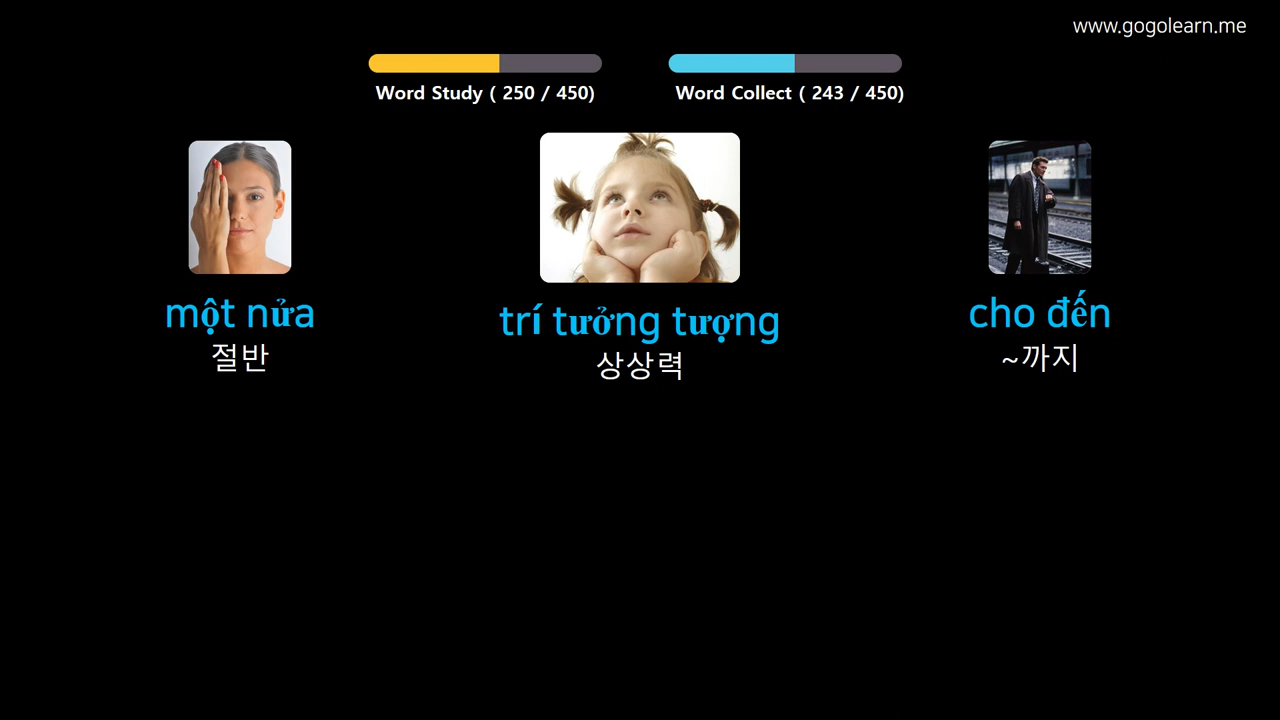 www.gogolearn.me
Word Study ( 250 / 450)
Word Collect ( 243 / 450)
một nửa
절반
trí tưởng tượng
상상력
cho đến
~까지